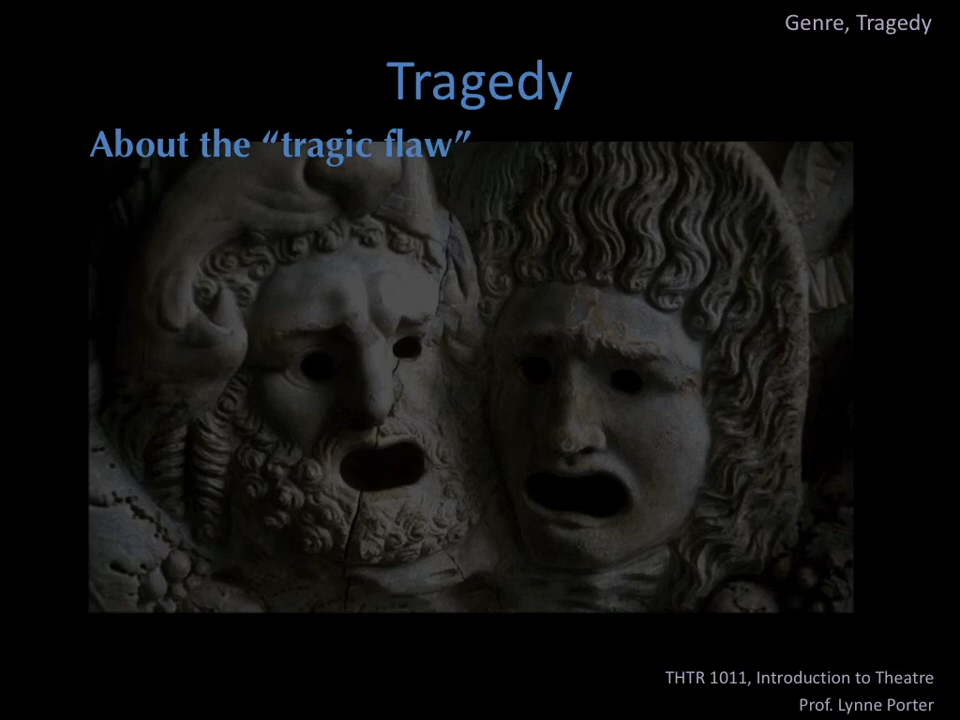 Genre, Tragedy
Tragedy
About the “tragic flaw”
THTR 1011, Introduction to Theatre
Prof. Lynne Porter